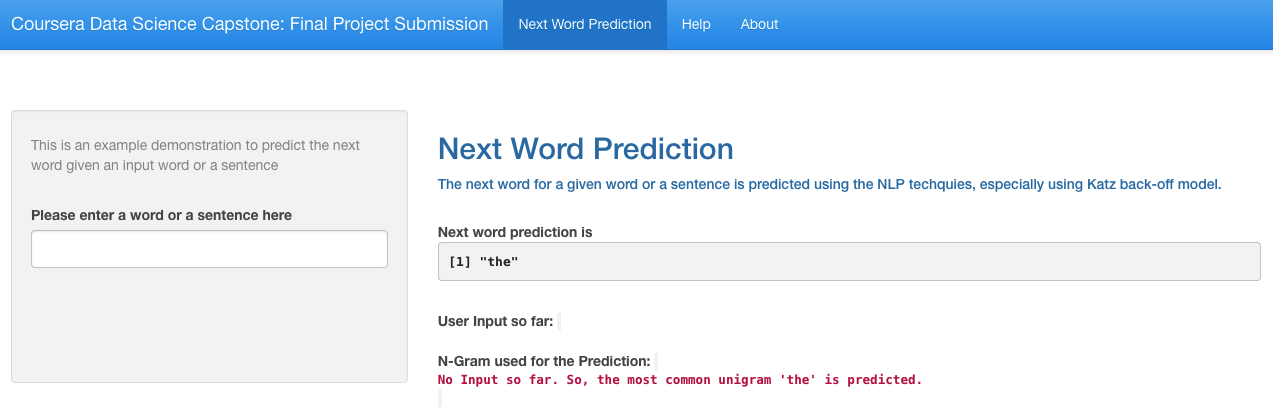 Coursera Data Science Capstone: Final Project Submission Next Word Prediction Help About
This is an example demonstration to predict the next
word given an input word or a sentence
Please enter a word or a sentence here
Next Word Prediction
The next word for a given word or a sentence is predicted using the NLP techquies, especially using Katz back-off model.
Next word prediction is
[1] "the"
User Input so far:
N-Gram used for the Prediction:
No Input so far. So, the most common unigram 'the' is predicted.